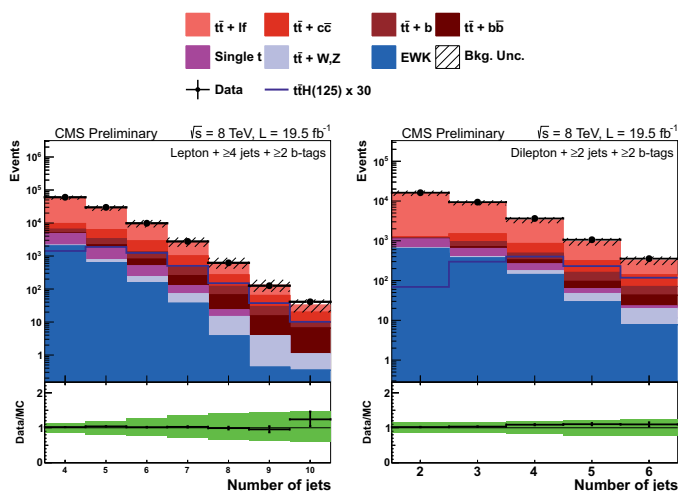 tt̄ + lf tt̄ + cc̄ tt̄ + b tt̄ + bb̄
Single t tt̄ + W,Z EWK Bkg. Unc.
Data tt̄H(125) x 30
CMS Preliminary √s = 8 TeV, L = 19.5 fb⁻¹
Lepton + ≥4 jets + ≥2 b-tags
Events
10⁶
10⁵
10⁴
10³
10²
10
1
Data/MC
2
1
0
4 5 6 7 8 9 10
Number of jets
CMS Preliminary √s = 8 TeV, L = 19.5 fb⁻¹
Dilepton + ≥2 jets + ≥2 b-tags
Events
10⁵
10⁴
10³
10²
10
1
Data/MC
2
1
0
2 3 4 5 6
Number of jets